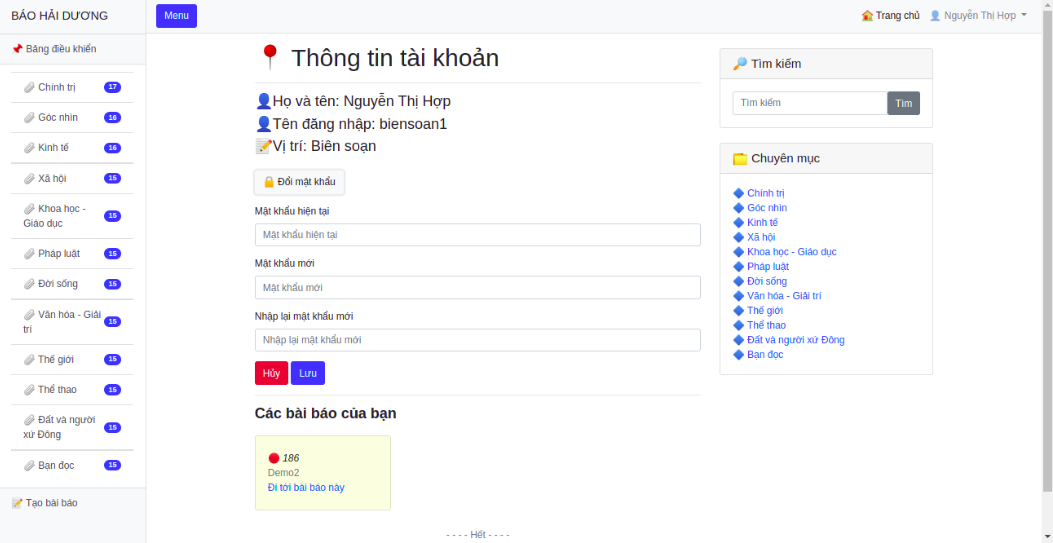 BÁO HẢI DƯƠNG
Bảng điều khiển
Chính trị 17
Góc nhìn 16
Kinh tế 16
Xã hội 15
Khoa học -
Giáo dục 15
Pháp luật 15
Đời sống 15
Văn hóa - Giải
trí 15
Thế giới 15
Thể thao 15
Đất và người
xứ Đông 15
Bạn đọc 15
Tạo bài báo
Menu
Trang chủ
Nguyễn Thị Hợp
Thông tin tài khoản
Họ và tên: Nguyễn Thị Hợp
Tên đăng nhập: biensoan1
Vị trí: Biên soạn
Đổi mật khẩu
Mật khẩu hiện tại
Mật khẩu hiện tại
Mật khẩu mới
Mật khẩu mới
Nhập lại mật khẩu mới
Nhập lại mật khẩu mới
Hủy Lưu
Các bài báo của bạn
186
Demo2
Đi tới bài báo này
- - - - Hết - - - -
Tìm kiếm
Tìm kiếm Tìm
Chuyên mục
Chính trị
Góc nhìn
Kinh tế
Xã hội
Khoa học - Giáo dục
Pháp luật
Đời sống
Văn hóa - Giải trí
Thế giới
Thể thao
Đất và người xứ Đông
Bạn đọc